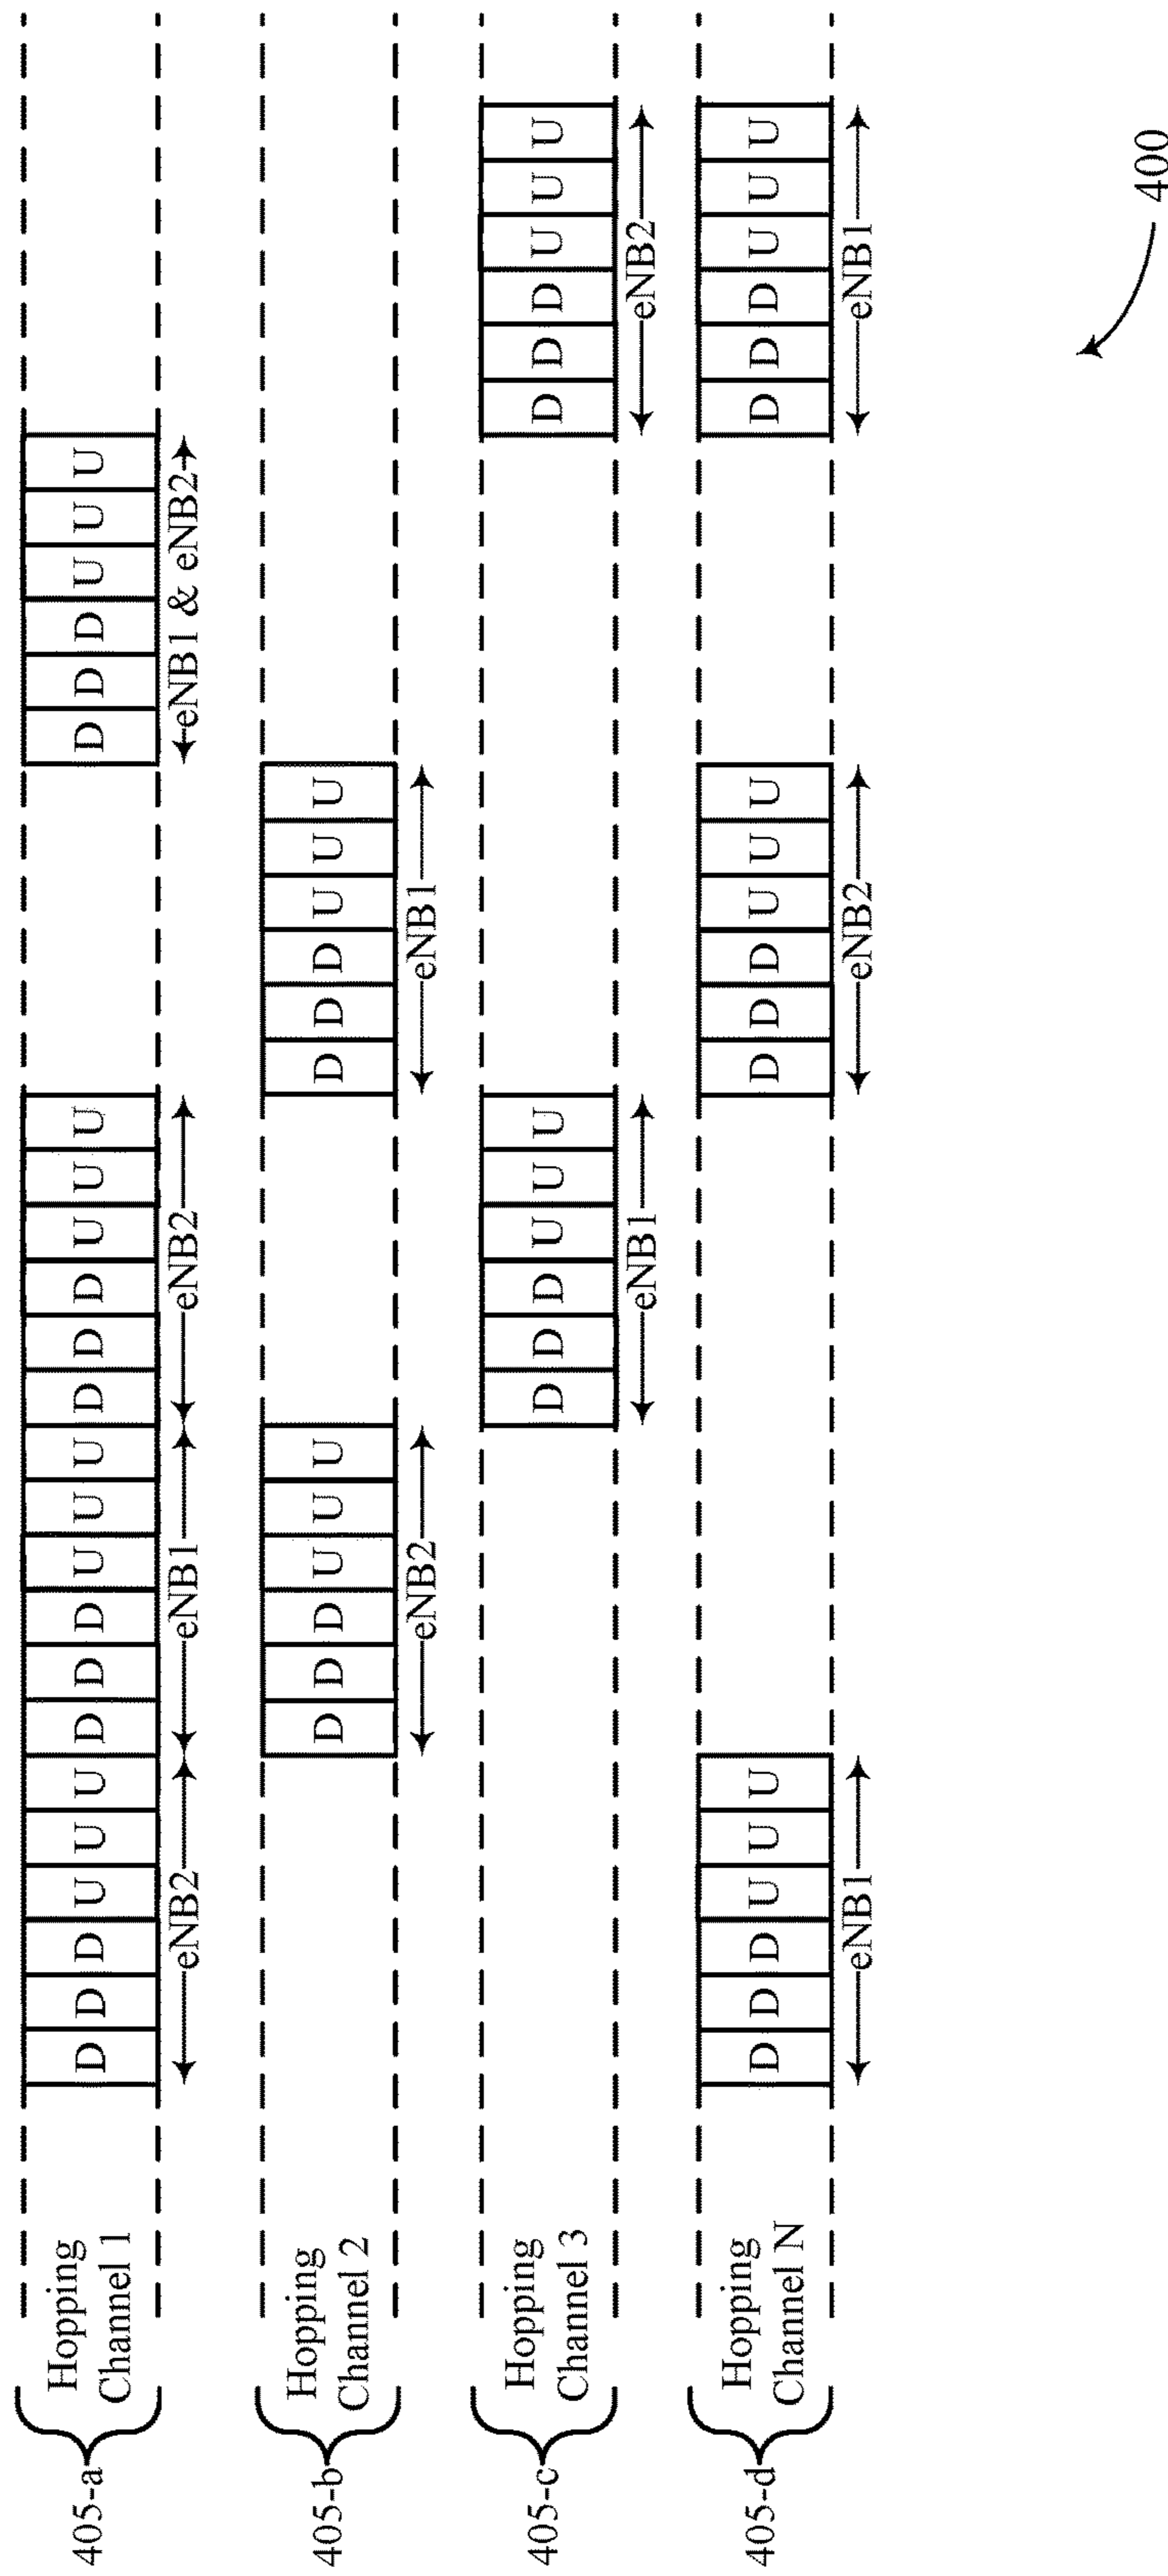 405-a
Hopping
Channel 1
D D D U U U D D D U U U D D D U U U D D D U U U
eNB2 eNB1 eNB2 eNB1 & eNB2
405-b
Hopping
Channel 2
D D D U U U D D D U U U
eNB2 eNB1
405-c
Hopping
Channel 3
D D D U U U D D D U U U
eNB1 eNB2
405-d
Hopping
Channel N
D D D U U U D D D U U U D D D U U U
eNB1 eNB2 eNB1
400